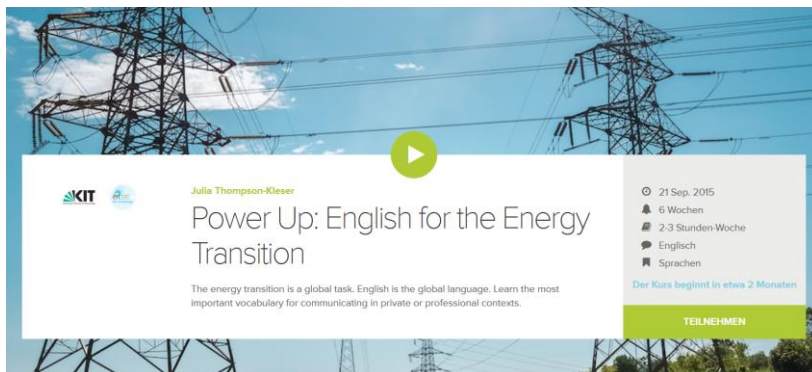 KIT
Julia Thompson-Kleser
Power Up: English for the Energy
Transition
The energy transition is a global task. English is the global language. Learn the most
important vocabulary for communicating in private or professional contexts.
21 Sep. 2015
6 Wochen
2-3 Stunden-Woche
Englisch
Sprachen
Der Kurs beginnt in etwa 2 Monaten
TEILNEHMEN